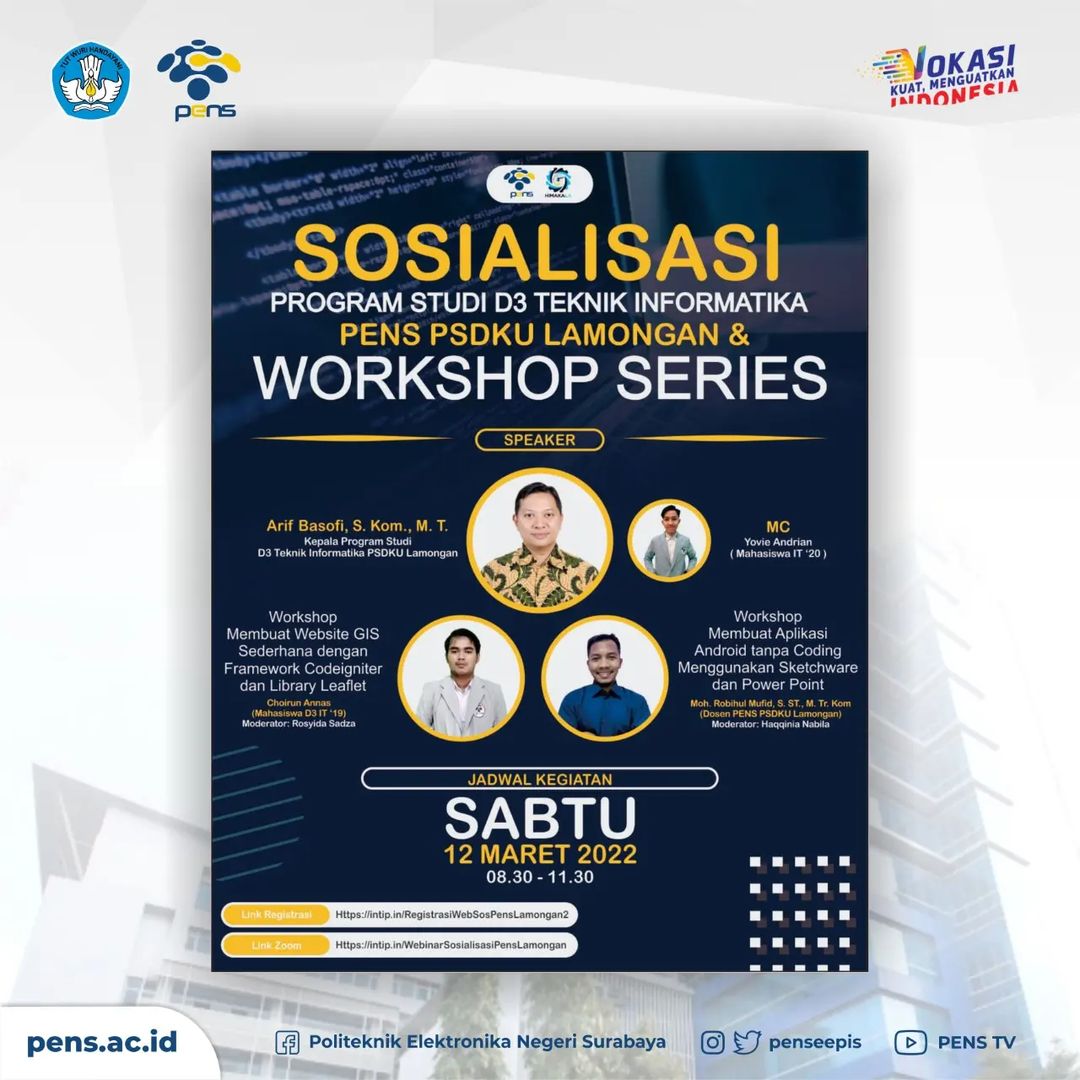 TUT WURI HANDAYANI
pens
VOKASI
KUAT, MENGUATKAN
INDONESIA
pens
HIMAKALA
SOSIALISASI
PROGRAM STUDI D3 TEKNIK INFORMATIKA
PENS PSDKU LAMONGAN &
WORKSHOP SERIES
SPEAKER
Arif Basofi, S. Kom., M. T.
Kepala Program Studi
D3 Teknik Informatika PSDKU Lamongan
MC
Yovie Andrian
( Mahasiswa IT '20 )
Workshop
Membuat Website GIS
Sederhana dengan
Framework Codeigniter
dan Library Leaflet
Choirun Annas
(Mahasiswa D3 IT '19)
Moderator: Rosyida Sadza
Workshop
Membuat Aplikasi
Android tanpa Coding
Menggunakan Sketchware
dan Power Point
Moh. Robihul Mufid, S. ST., M. Tr. Kom
(Dosen PENS PSDKU Lamongan)
Moderator: Haqqinia Nabila
JADWAL KEGIATAN
SABTU
12 MARET 2022
08.30 - 11.30
Link Registrasi Https://intip.in/RegistrasiWebSosPensLamongan2
Link Zoom Https://intip.in/WebinarSosialisasiPensLamongan
pens.ac.id
Politeknik Elektronika Negeri Surabaya
penseepis
PENS TV